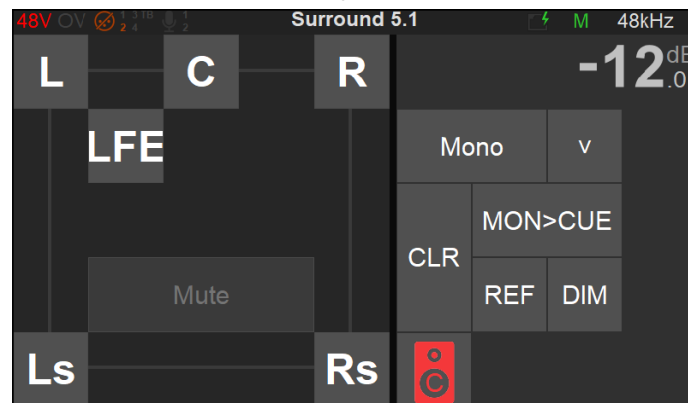 48V OV 1 3 1B 2 4 1 2 Surround 5.1 M 48kHz
L C R -12.0 dB
LFE Mono v
MON>CUE
CLR
Mute REF DIM
Ls Rs C